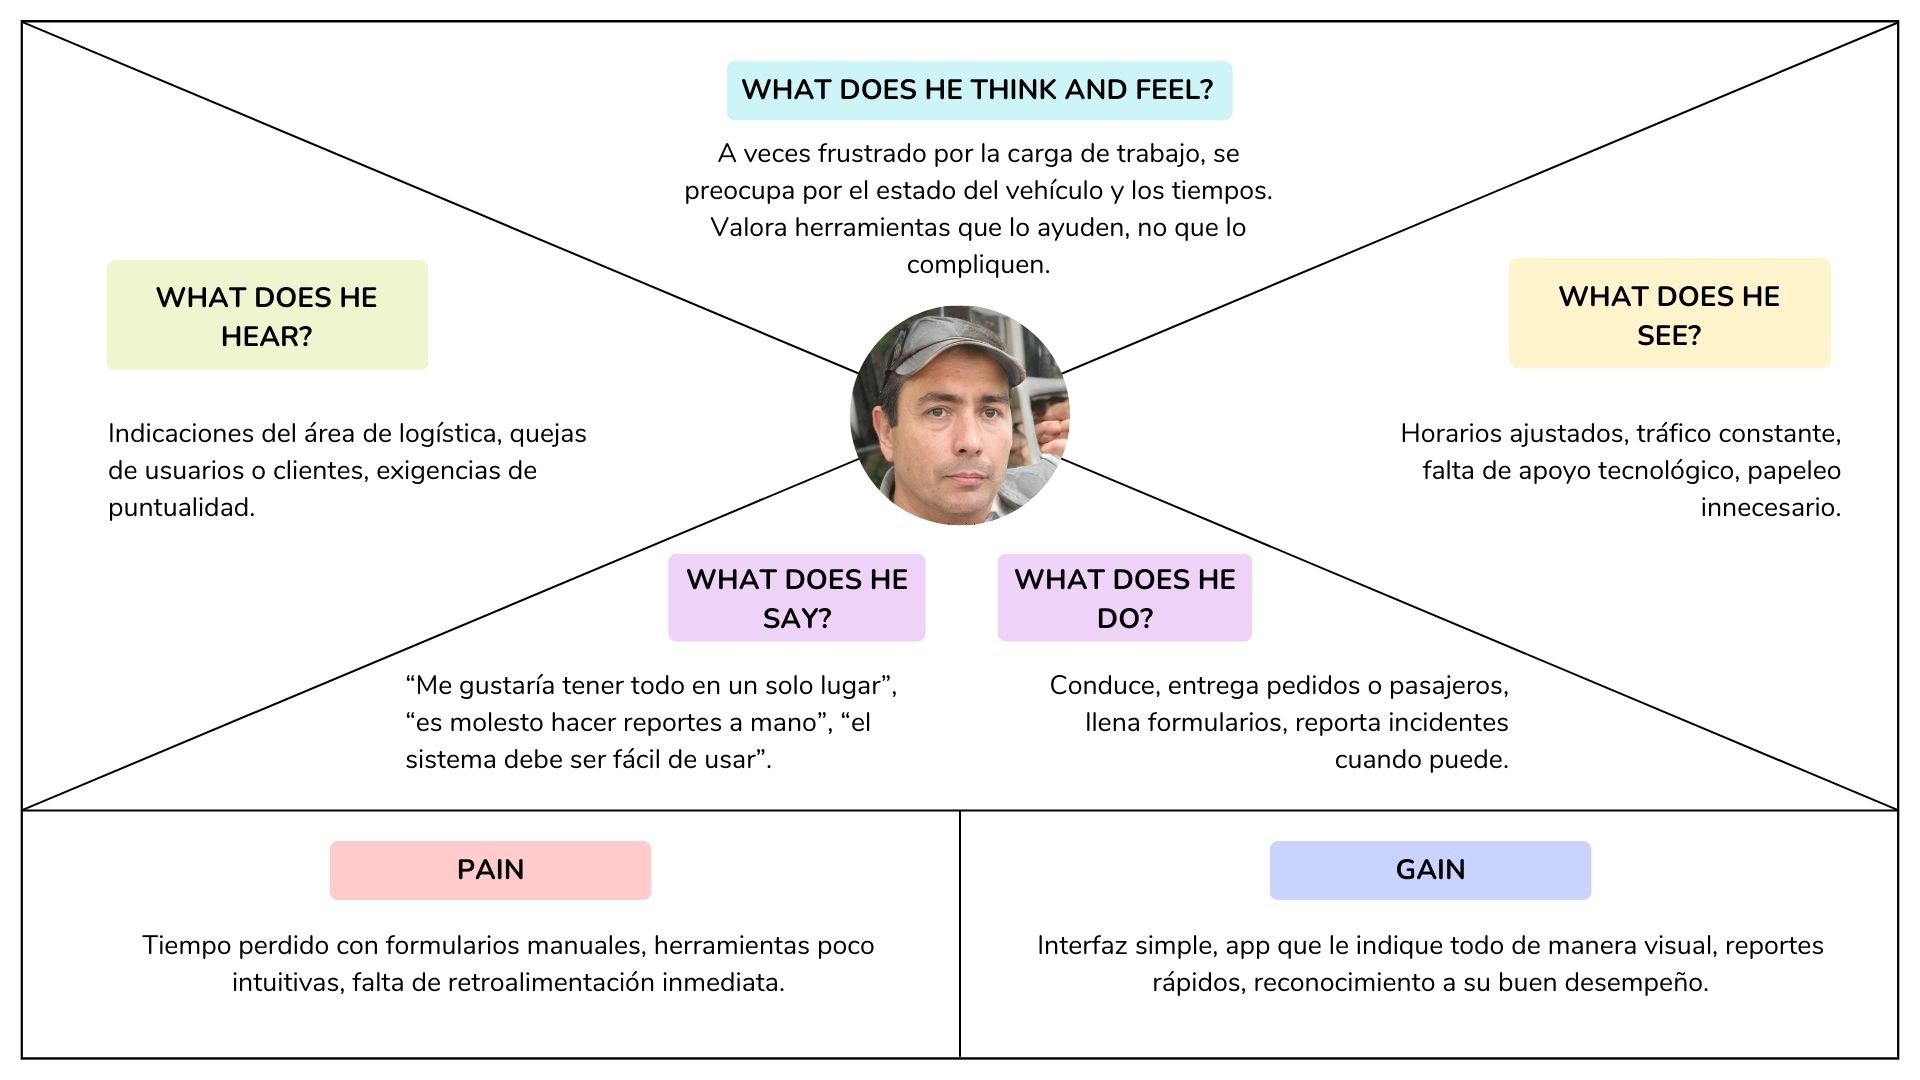 WHAT DOES HE THINK AND FEEL?
A veces frustrado por la carga de trabajo, se
preocupa por el estado del vehículo y los tiempos.
Valora herramientas que lo ayuden, no que lo
compliquen.
WHAT DOES HE
HEAR?
Indicaciones del área de logística, quejas
de usuarios o clientes, exigencias de
puntualidad.
WHAT DOES HE
SEE?
Horarios ajustados, tráfico constante,
falta de apoyo tecnológico, papeleo
innecesario.
WHAT DOES HE
SAY?
“Me gustaría tener todo en un solo lugar”,
“es molesto hacer reportes a mano”, “el
sistema debe ser fácil de usar”.
WHAT DOES HE
DO?
Conduce, entrega pedidos o pasajeros,
llena formularios, reporta incidentes
cuando puede.
PAIN
Tiempo perdido con formularios manuales, herramientas poco
intuitivas, falta de retroalimentación inmediata.
GAIN
Interfaz simple, app que le indique todo de manera visual, reportes
rápidos, reconocimiento a su buen desempeño.